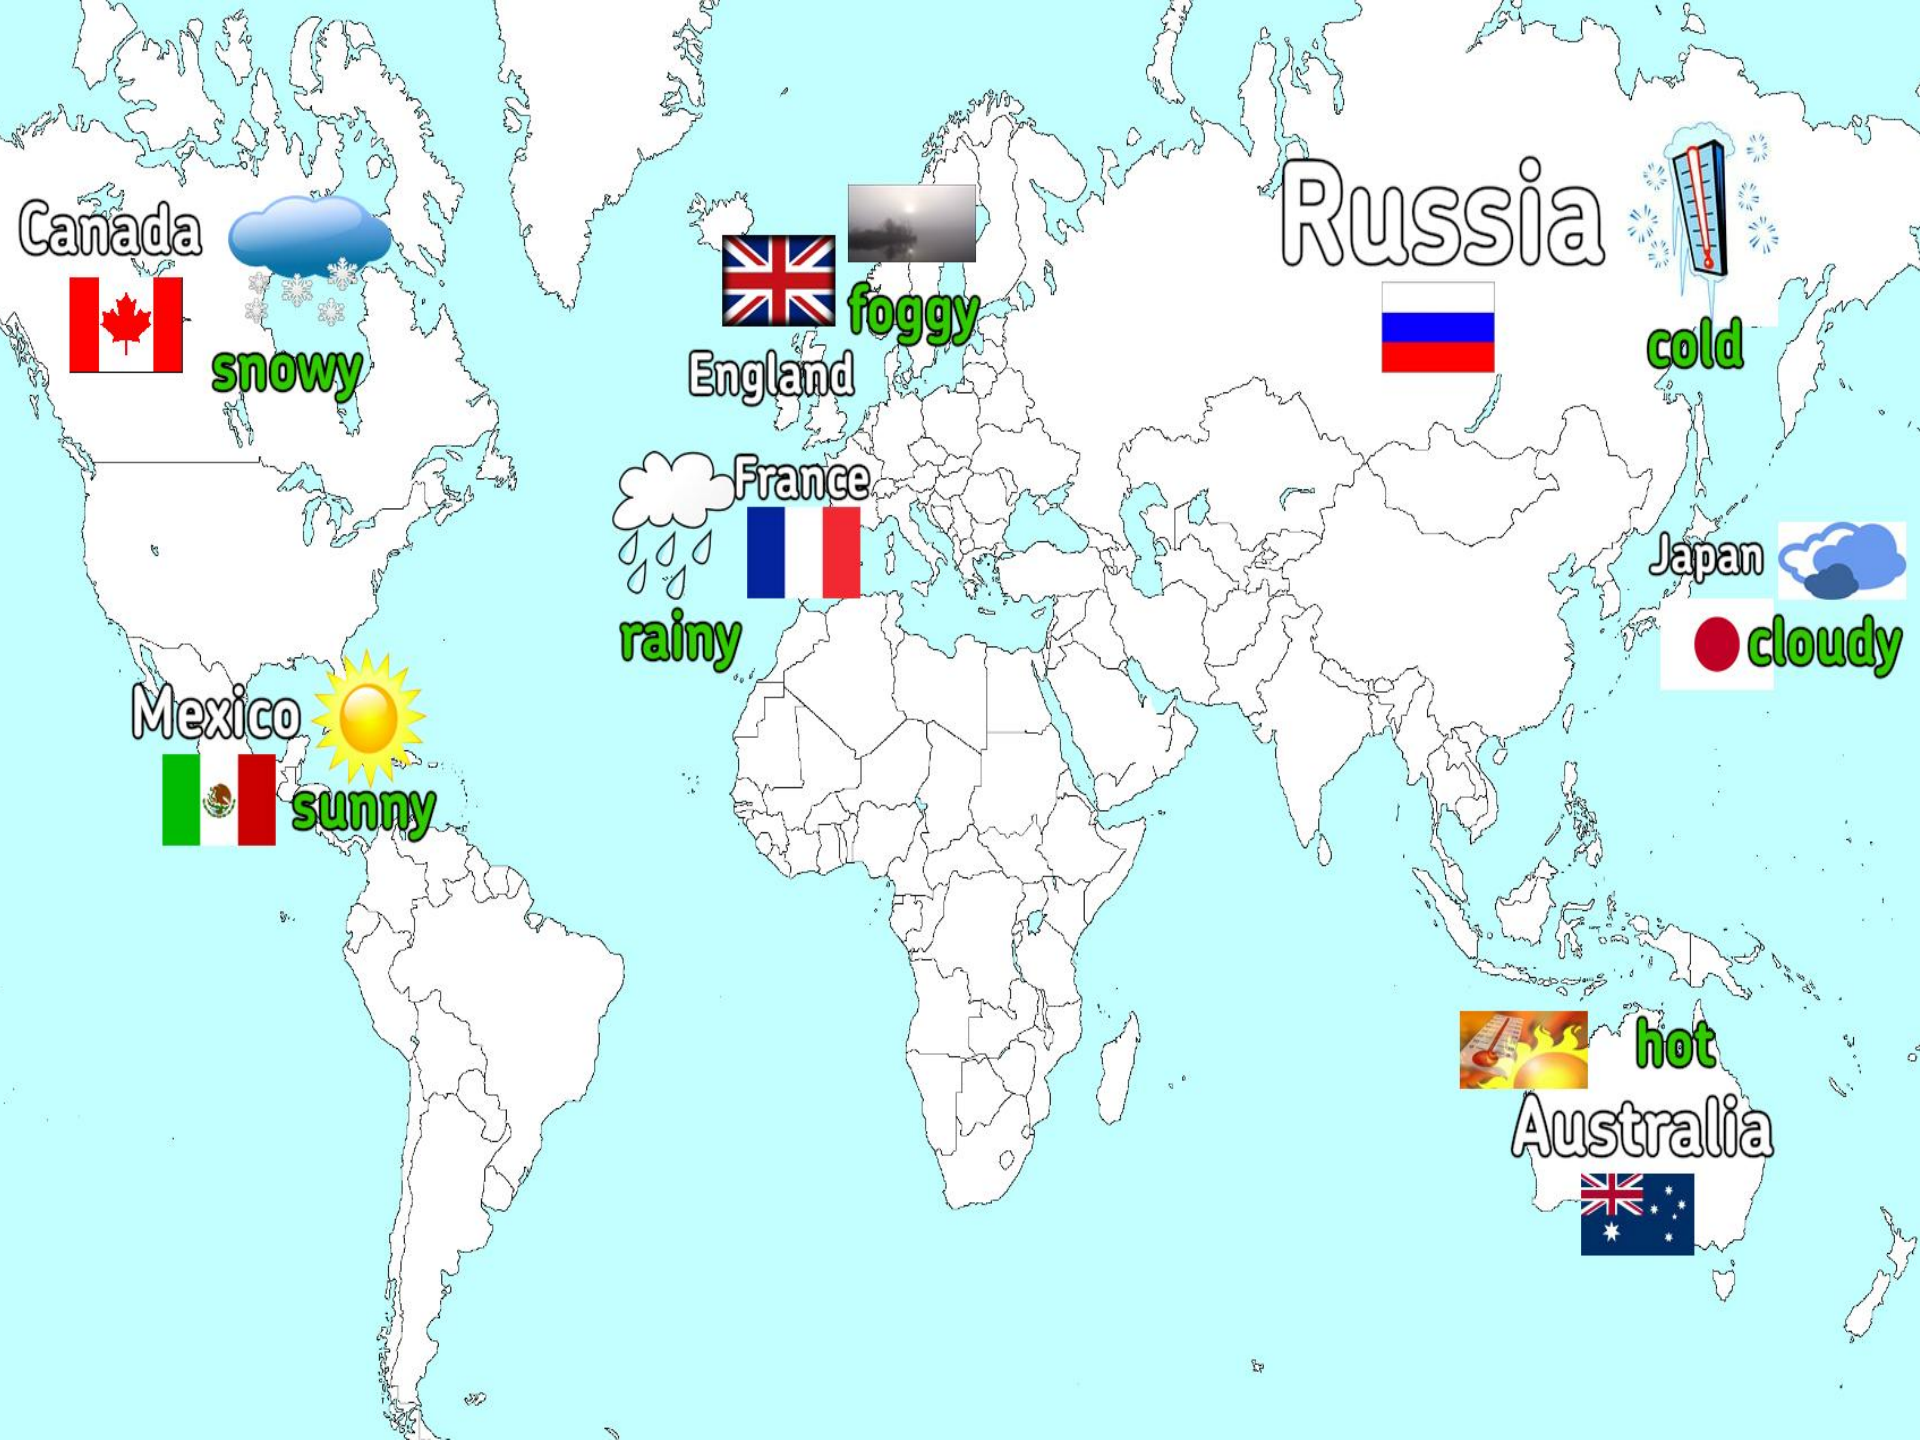 Canada
snowy
Mexico
sunny
foggy
England
France
rainy
Russia
cold
Japan
cloudy
hot
Australia